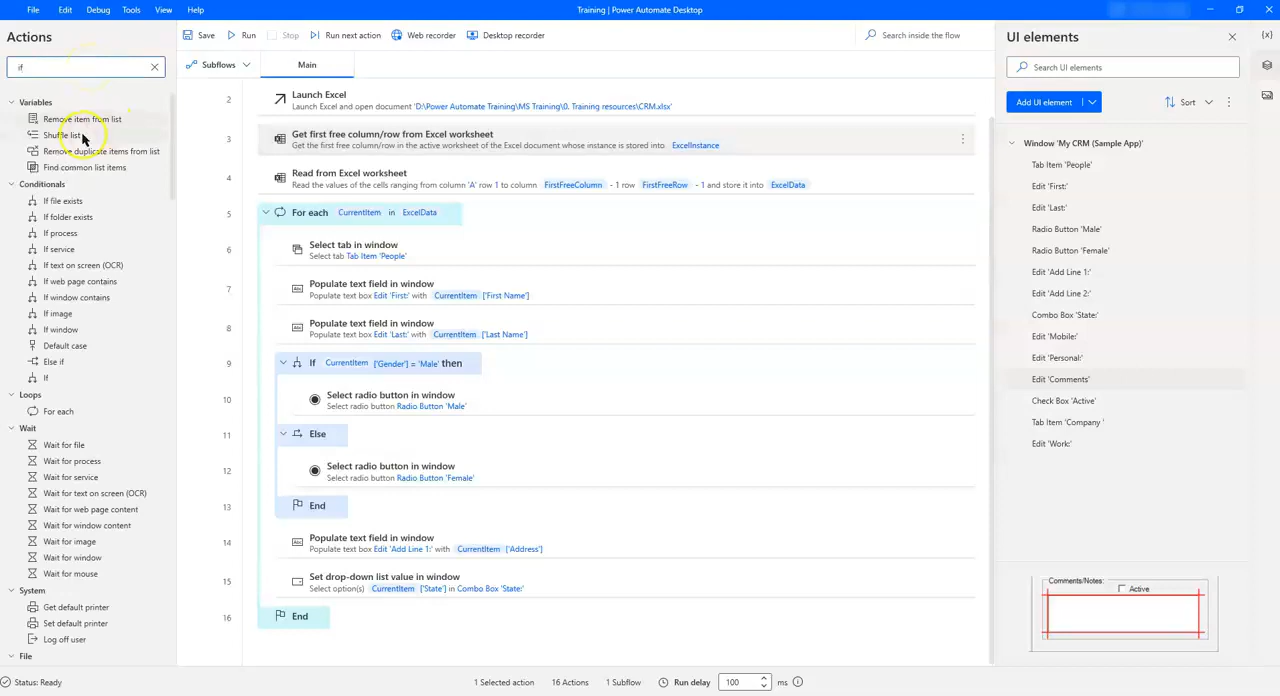 File Edit Debug Tools View Help
Training | Power Automate Desktop
Actions
if
Variables
Remove item from list
Shuffle list
Remove duplicate items from list
Find common list items
Conditionals
If file exists
If folder exists
If process
If service
If text on screen (OCR)
If web page contains
If window contains
If image
If window
Default case
Else if
If
Loops
For each
Wait
Wait for file
Wait for process
Wait for service
Wait for text on screen (OCR)
Wait for web page content
Wait for window content
Wait for image
Wait for window
Wait for mouse
System
Get default printer
Set default printer
Log off user
File
Save Run Stop Run next action Web recorder Desktop recorder Search inside the flow
Subflows Main
2 Launch Excel
Launch Excel and open document 'D:\Power Automate Training\MS Training\0. Training resources\CRM.xlsx'
3 Get first free column/row from Excel worksheet
Get the first free column/row in the active worksheet of the Excel document whose instance is stored into ExcelInstance
4 Read from Excel worksheet
Read the values of the cells ranging from column 'A' row 1 to column FirstFreeColumn - 1 row FirstFreeRow - 1 and store it into ExcelData
5 For each CurrentItem in ExcelData
6 Select tab in window
Select tab Tab Item 'People'
7 Populate text field in window
Populate text box Edit 'First:' with CurrentItem ['First Name']
8 Populate text field in window
Populate text box Edit 'Last:' with CurrentItem ['Last Name']
9 If CurrentItem ['Gender'] = 'Male' then
10 Select radio button in window
Select radio button Radio Button 'Male'
11 Else
12 Select radio button in window
Select radio button Radio Button 'Female'
13 End
14 Populate text field in window
Populate text box Edit 'Add Line 1:' with CurrentItem ['Address']
15 Set drop-down list value in window
Select option(s) CurrentItem ['State'] in Combo Box 'State:'
16 End
UI elements
Search UI elements
Add UI element Sort
Window 'My CRM (Sample App)'
Tab Item 'People'
Edit 'First:'
Edit 'Last:'
Radio Button 'Male'
Radio Button 'Female'
Edit 'Add Line 1:'
Edit 'Add Line 2:'
Combo Box 'State:'
Edit 'Mobile:'
Edit 'Personal:'
Edit 'Comments'
Check Box 'Active'
Tab Item 'Company '
Edit 'Work:'
Comments/Notes:
Active
{x}
Status: Ready 1 Selected action 16 Actions 1 Subflow Run delay 100 ms